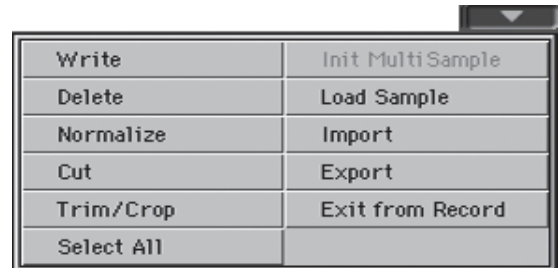 Write
Delete
Normalize
Cut
Trim/Crop
Select All
Init MultiSample
Load Sample
Import
Export
Exit from Record